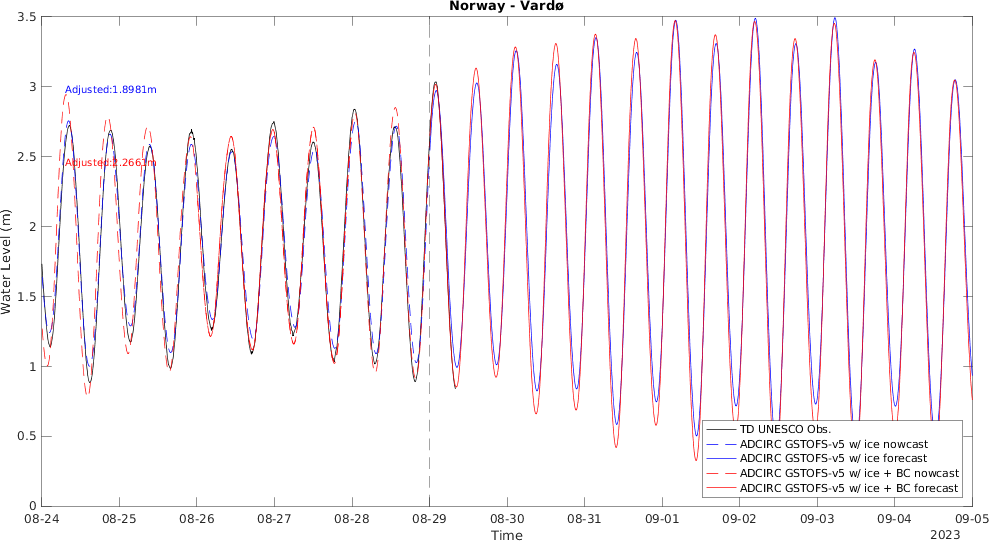 Norway - Vardø
3.5
3
2.5
2
1.5
1
0.5
0
Water Level (m)
Adjusted:1.8981m
Adjusted:2.2661m
TD UNESCO Obs.
ADCIRC GSTOFS-v5 w/ ice nowcast
ADCIRC GSTOFS-v5 w/ ice forecast
ADCIRC GSTOFS-v5 w/ ice + BC nowcast
ADCIRC GSTOFS-v5 w/ ice + BC forecast
08-24 08-25 08-26 08-27 08-28 08-29 08-30 08-31 09-01 09-02 09-03 09-04 09-05
Time
2023